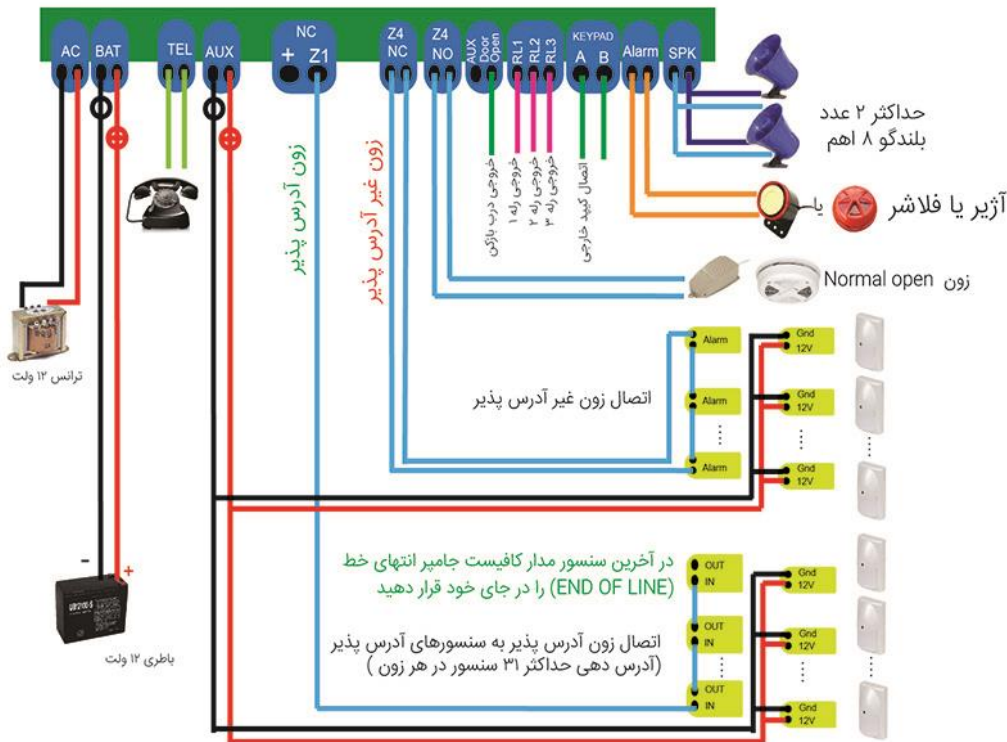 AC
BAT
TEL
AUX
NC
+ Z1
Z4
NC
Z4
NO
AUX
Door
Open
RL1
RL2
RL3
KEYPAD
A B
Alarm
SPK
حداکثر ۲ عدد
بلندگو ۸ اهم
آژیر یا فلاشر
یا
زون Normal open
خروجی درب بازکن
خروجی رله ۱
خروجی رله ۲
خروجی رله ۳
اتصال کیپد خارجی
زون آدرس پذیر
زون غیر آدرس پذیر
ترانس ۱۲ ولت
اتصال زون غیر آدرس پذیر
Alarm
Alarm
Alarm
Gnd
12V
Gnd
12V
Gnd
12V
- +
باطری ۱۲ ولت
در آخرین سنسور مدار کافیست جامپر انتهای خط
(END OF LINE) را در جای خود قرار دهید
اتصال زون آدرس پذیر به سنسورهای آدرس پذیر
(آدرس دهی حداکثر ۳۱ سنسور در هر زون )
OUT
IN
OUT
IN
OUT
IN
Gnd
12V
Gnd
12V
Gnd
12V